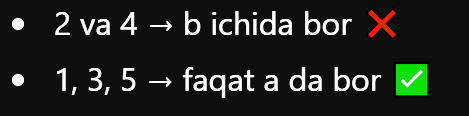 • 2 va 4 → b ichida bor ❌
• 1, 3, 5 → faqat a da bor ✅